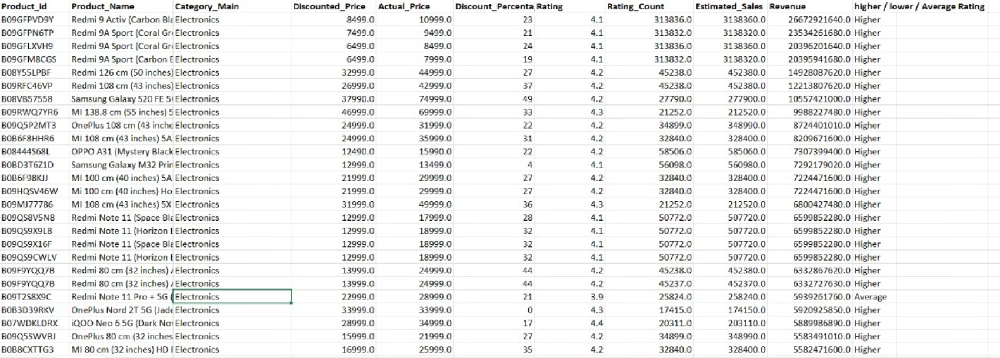 Product_id Product_Name Category_Main Discounted_Price Actual_Price Discount_Percenta Rating Rating_Count Estimated_Sales Revenue higher / lower / Average Rating
B09GFPVD9Y Redmi 9 Activ (Carbon Bla Electronics 8499.0 10999.0 23 4.1 313836.0 3138360.0 26672921640.0 Higher
B09GFPN6TP Redmi 9A Sport (Coral Gr Electronics 7499.0 9499.0 21 4.1 313832.0 3138320.0 23534261680.0 Higher
B09GFLXVH9 Redmi 9A Sport (Coral Gr Electronics 6499.0 8499.0 24 4.1 313836.0 3138360.0 20396201640.0 Higher
B09GFM8CGS Redmi 9A Sport (Carbon B Electronics 6499.0 7999.0 19 4.1 313832.0 3138320.0 20395941680.0 Higher
B08Y55LPBF Redmi 126 cm (50 inches) Electronics 32999.0 44999.0 27 4.2 45238.0 452380.0 14928087620.0 Higher
B09RFC46VP Redmi 108 cm (43 inches) Electronics 26999.0 42999.0 37 4.2 45238.0 452380.0 12213807620.0 Higher
B08VB57558 Samsung Galaxy S20 FE 5 Electronics 37990.0 74999.0 49 4.2 27790.0 277900.0 10557421000.0 Higher
B09RWQ7YR6 MI 138.8 cm (55 inches) 5 Electronics 46999.0 69999.0 33 4.3 21252.0 212520.0 9988227480.0 Higher
B09Q5P2MT3 OnePlus 108 cm (43 inche Electronics 24999.0 31999.0 22 4.2 34899.0 348990.0 8724401010.0 Higher
B0B6F8HHR6 MI 108 cm (43 inches) 5A Electronics 24999.0 35999.0 31 4.2 32840.0 328400.0 8209671600.0 Higher
B08444S68L OPPO A31 (Mystery Black Electronics 12490.0 15990.0 22 4.2 58506.0 585060.0 7307399400.0 Higher
B0BD3T6Z1D Samsung Galaxy M32 Prin Electronics 12999.0 13499.0 4 4.1 56098.0 560980.0 7292179020.0 Higher
B0B6F98KJJ MI 100 cm (40 inches) 5A Electronics 21999.0 29999.0 27 4.2 32840.0 328400.0 7224471600.0 Higher
B09HQSV46W Mi 100 cm (40 inches) Ho Electronics 21999.0 29999.0 27 4.2 32840.0 328400.0 7224471600.0 Higher
B09MJ77786 MI 108 cm (43 inches) 5X Electronics 31999.0 49999.0 36 4.3 21252.0 212520.0 6800427480.0 Higher
B09QS8V5N8 Redmi Note 11 (Space Bla Electronics 12999.0 17999.0 28 4.1 50772.0 507720.0 6599852280.0 Higher
B09QS9X9L8 Redmi Note 11 (Horizon B Electronics 12999.0 18999.0 32 4.1 50772.0 507720.0 6599852280.0 Higher
B09QS9X16F Redmi Note 11 (Space Bla Electronics 12999.0 18999.0 32 4.1 50772.0 507720.0 6599852280.0 Higher
B09QS9CWLV Redmi Note 11 (Horizon B Electronics 12999.0 18999.0 32 4.1 50772.0 507720.0 6599852280.0 Higher
B09F9YQQ7B Redmi 80 cm (32 inches) Electronics 13999.0 24999.0 44 4.2 45238.0 452380.0 6332867620.0 Higher
B09F9YQQ7B Redmi 80 cm (32 inches) Electronics 13999.0 24999.0 44 4.2 45237.0 452370.0 6332727630.0 Higher
B09T2S8X9C Redmi Note 11 Pro + 5G ( Electronics 22999.0 28999.0 21 3.9 25824.0 258240.0 5939261760.0 Average
B0B3D39RKV OnePlus Nord 2T 5G (Jade Electronics 33999.0 33999.0 0 4.3 17415.0 174150.0 5920925850.0 Higher
B07WDKLDRX iQOO Neo 6 5G (Dark No Electronics 28999.0 34999.0 17 4.4 20311.0 203110.0 5889986890.0 Higher
B09Q5SWVBJ OnePlus 80 cm (32 inches Electronics 15999.0 21999.0 27 4.2 34899.0 348990.0 5583491010.0 Higher
B0B8CXTTG3 MI 80 cm (32 inches) HD Electronics 16999.0 25999.0 35 4.2 32840.0 328400.0 5582471600.0 Higher